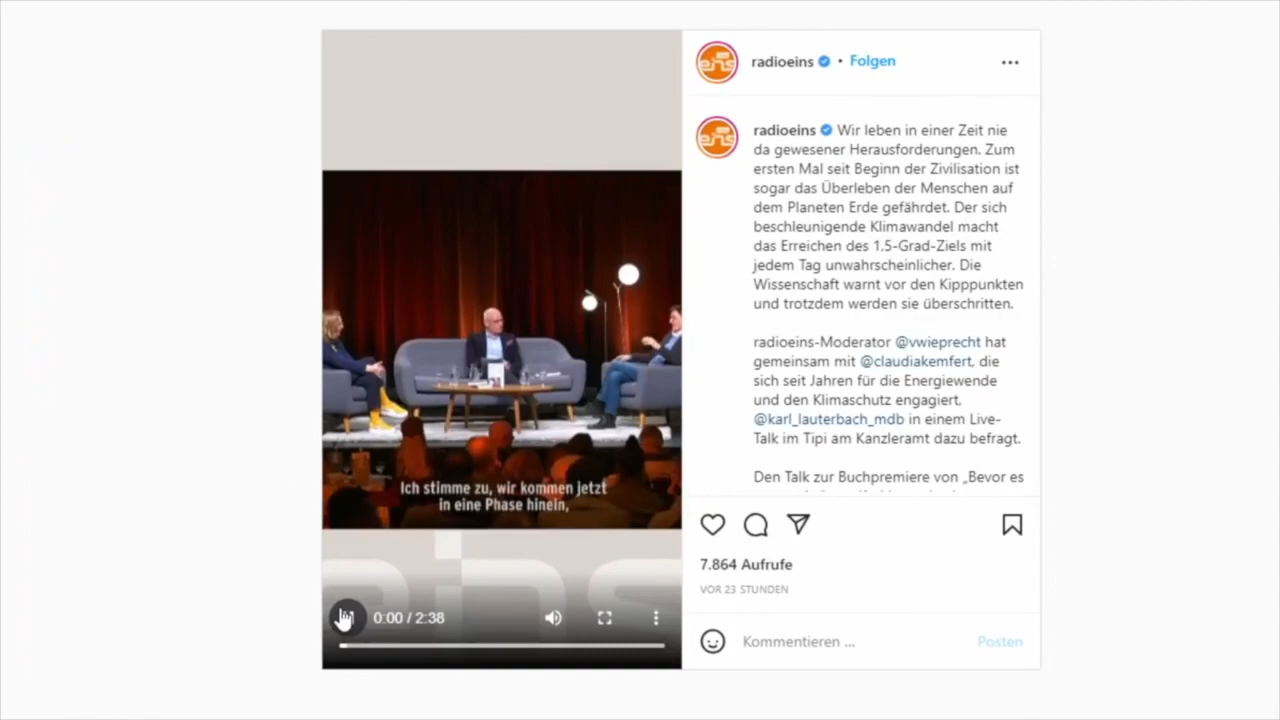 radioeins • Folgen
radioeins Wir leben in einer Zeit nie
da gewesener Herausforderungen. Zum
ersten Mal seit Beginn der Zivilisation ist
sogar das Überleben der Menschen auf
dem Planeten Erde gefährdet. Der sich
beschleunigende Klimawandel macht
das Erreichen des 1,5-Grad-Ziels mit
jedem Tag unwahrscheinlicher. Die
Wissenschaft warnt vor den Kipppunkten
und trotzdem werden sie überschritten.
radioeins-Moderator @vwieprecht hat
gemeinsam mit @claudiakemfert, die
sich seit Jahren für die Energiewende
und den Klimaschutz engagiert,
@karl_lauterbach_mdb in einem Live-
Talk im Tipi am Kanzleramt dazu befragt.
Den Talk zur Buchpremiere von „Bevor es
Ich stimme zu, wir kommen jetzt
in eine Phase hinein,
eins
0:00 / 2:38
7.864 Aufrufe
VOR 23 STUNDEN
Kommentieren ...
Posten